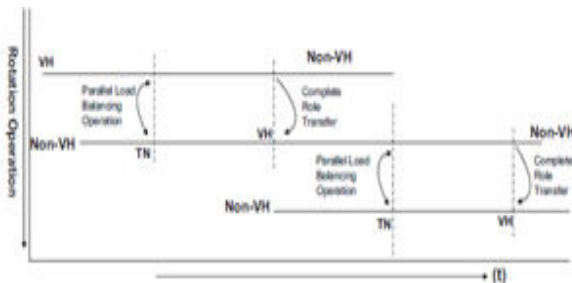 Rotation Operation
VH
Non-VH
Parallel Load
Balancing
Operation
Complete
Role
Transfer
Non-VH
TN
VH
Non-VH
Parallel Load
Balancing
Operation
Complete
Role
Transfer
Non-VH
TN
VH
(t)